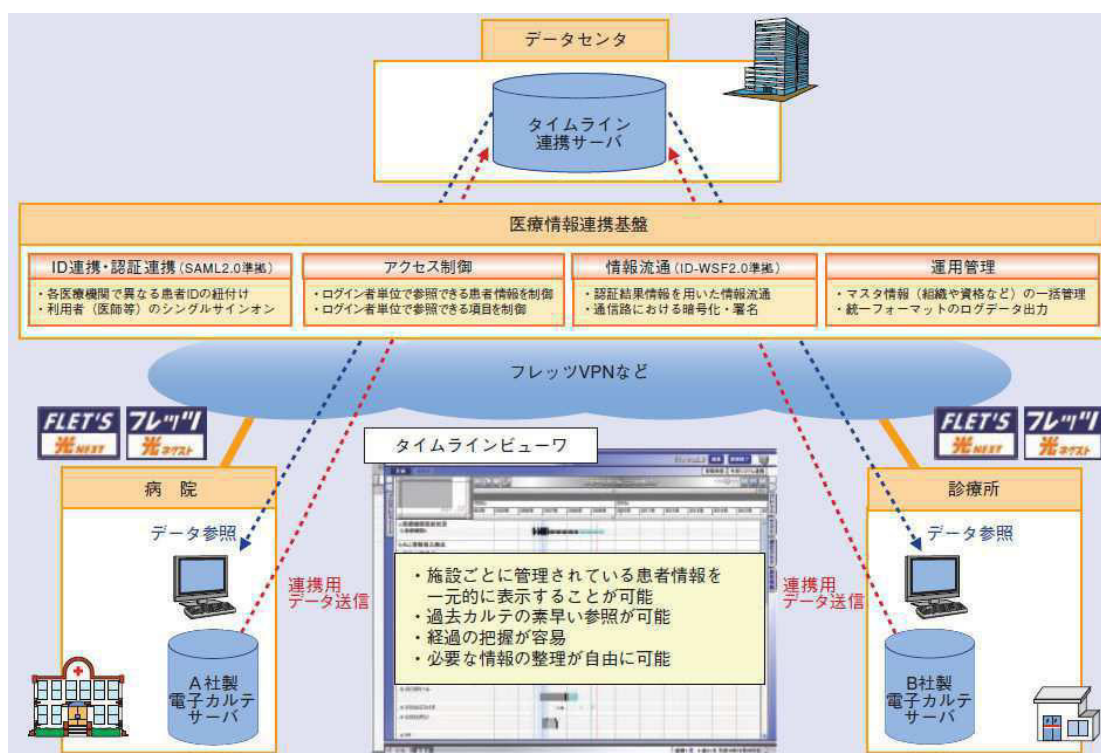 データセンタ
タイムライン
連携サーバ
医療情報連携基盤
ID連携・認証連携(SAML2.0準拠)
・各医療機関で異なる患者IDの紐付け
・利用者(医師等)のシングルサインオン
アクセス制御
・ログイン者単位で参照できる患者情報を制御
・ログイン者単位で参照できる項目を制御
情報流通(ID-WSF2.0準拠)
・認証結果情報を用いた情報流通
・通信路における暗号化・署名
運用管理
・マスタ情報(組織や資格など)の一括管理
・統一フォーマットのログデータ出力
フレッツVPNなど
FLET'S
光NEXT
フレッツ
光ネクスト
FLET'S
光NEXT
フレッツ
光ネクスト
病 院
データ参照
連携用
データ送信
A社製
電子カルテ
サーバ
タイムラインビューワ
・施設ごとに管理されている患者情報を
一元的に表示することが可能
・過去カルテの素早い参照が可能
・経過の把握が容易
・必要な情報の整理が自由に可能
診療所
データ参照
連携用
データ送信
B社製
電子カルテ
サーバ